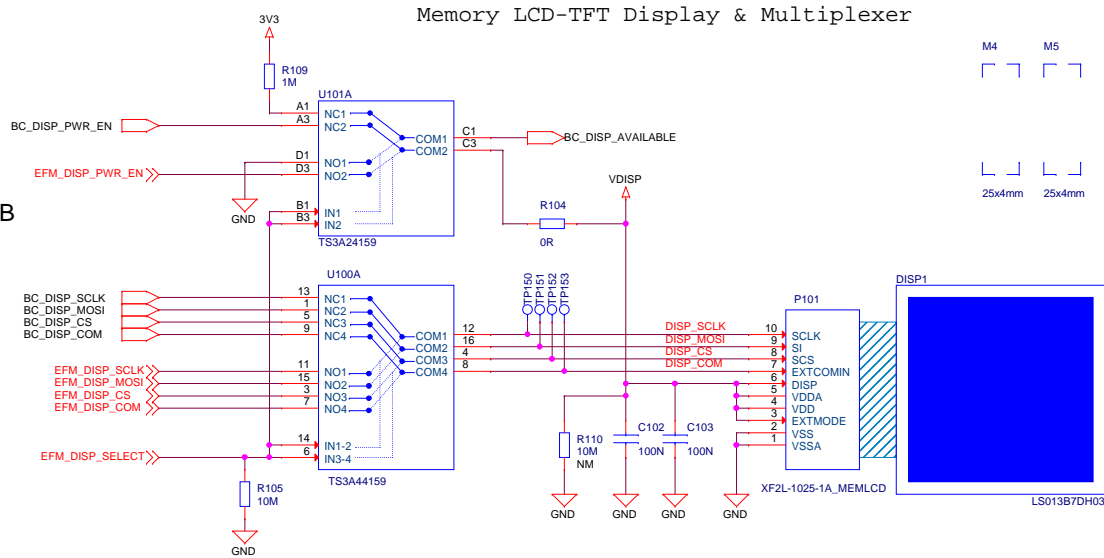 Memory LCD-TFT Display & Multiplexer
3V3
M4
M5
R109
1M
U101A
A1
NC1
A3
NC2
BC_DISP_PWR_EN
COM1
C1
BC_DISP_AVAILABLE
COM2
C3
D1
NO1
D3
NO2
EFM_DISP_PWR_EN
VDISP
25x4mm
25x4mm
GND
B
B1
IN1
B3
IN2
R104
0R
TS3A24159
U100A
TP150
TP151
TP152
TP153
DISP1
BC_DISP_SCLK
13
NC1
BC_DISP_MOSI
1
NC2
BC_DISP_CS
5
NC3
BC_DISP_COM
9
NC4
P101
COM1
12
DISP_SCLK
10
SCLK
COM2
16
DISP_MOSI
9
SI
COM3
4
DISP_CS
8
SCS
COM4
8
DISP_COM
7
EXTCOMIN
EFM_DISP_SCLK
11
NO1
EFM_DISP_MOSI
15
NO2
EFM_DISP_CS
3
NO3
EFM_DISP_COM
7
NO4
6
DISP
5
VDDA
4
VDD
3
EXTMODE
2
VSS
1
VSSA
14
IN1-2
EFM_DISP_SELECT
6
IN3-4
R110
10M
NM
C102
100N
C103
100N
TS3A44159
R105
10M
XF2L-1025-1A_MEMLCD
LS013B7DH03
GND
GND
GND
GND
GND